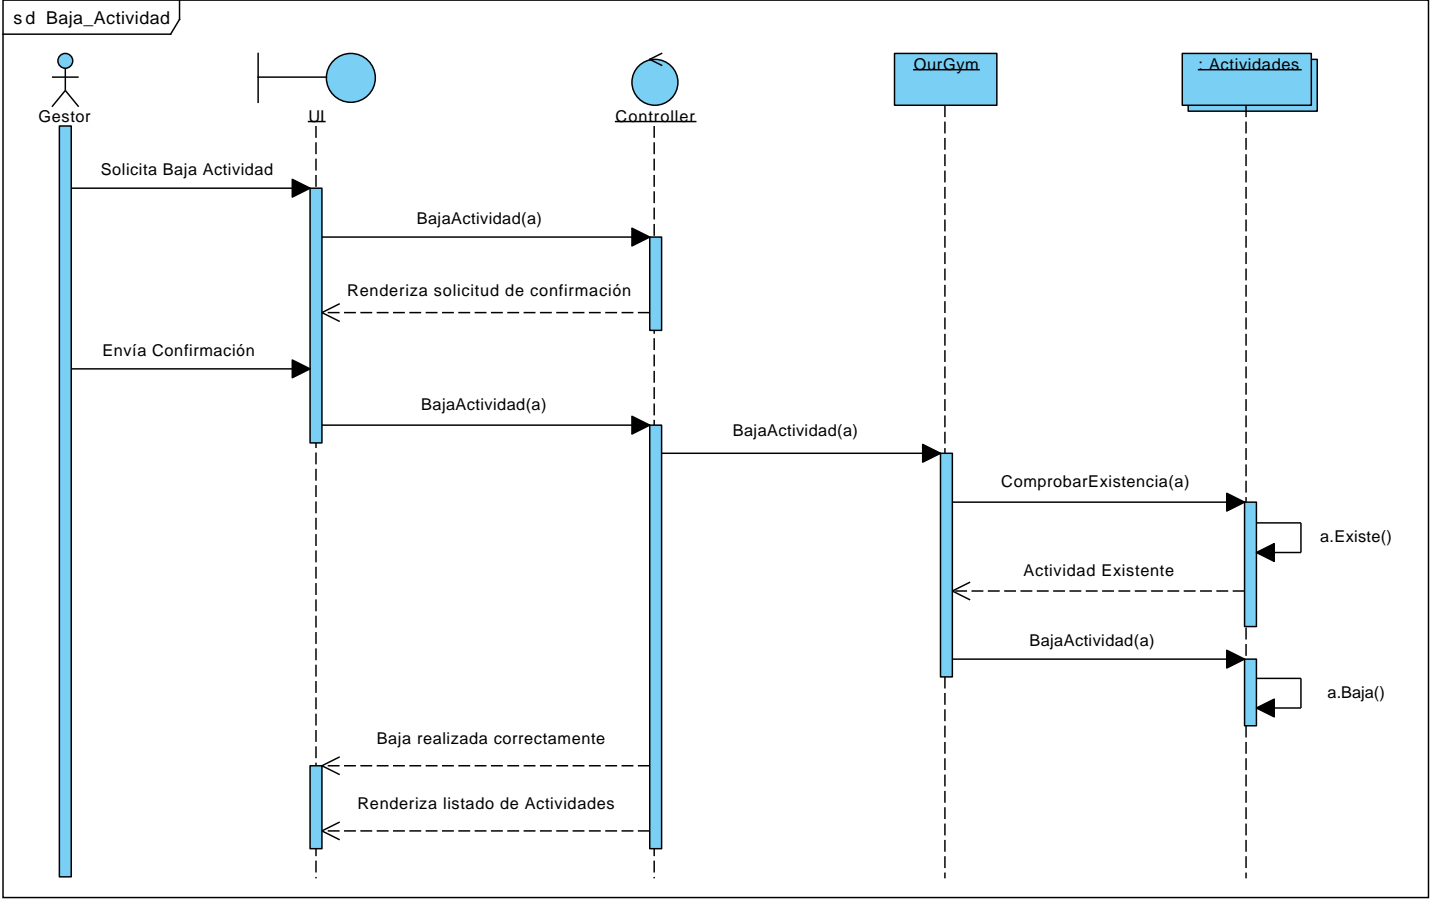 sd Baja_Actividad
Gestor
UI
Controller
OurGym
: Actividades
Solicita Baja Actividad
BajaActividad(a)
Renderiza solicitud de confirmación
Envía Confirmación
BajaActividad(a)
BajaActividad(a)
ComprobarExistencia(a)
a.Existe()
Actividad Existente
BajaActividad(a)
a.Baja()
Baja realizada correctamente
Renderiza listado de Actividades